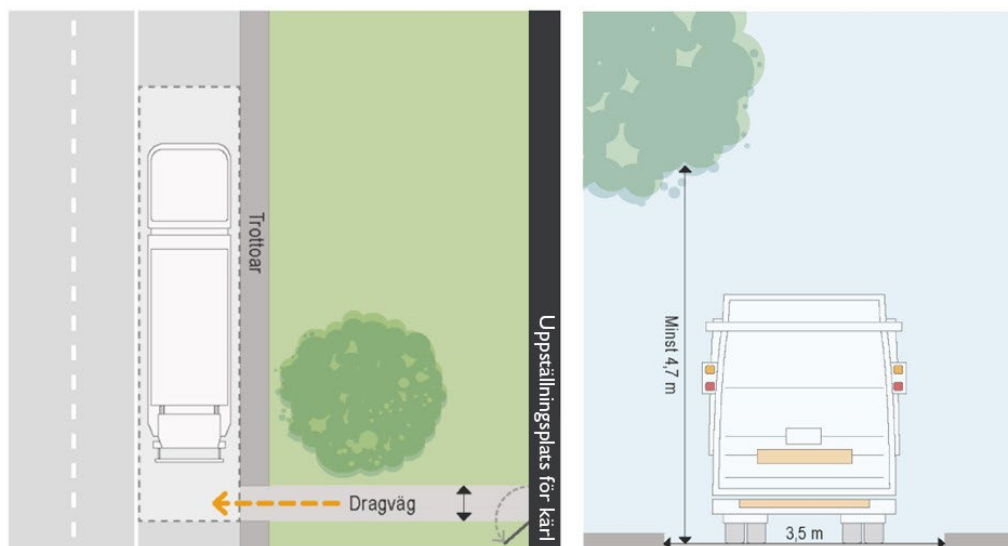 Trottoar
Dragväg
Uppställningsplats för kärl
Minst 4,7 m
3,5 m